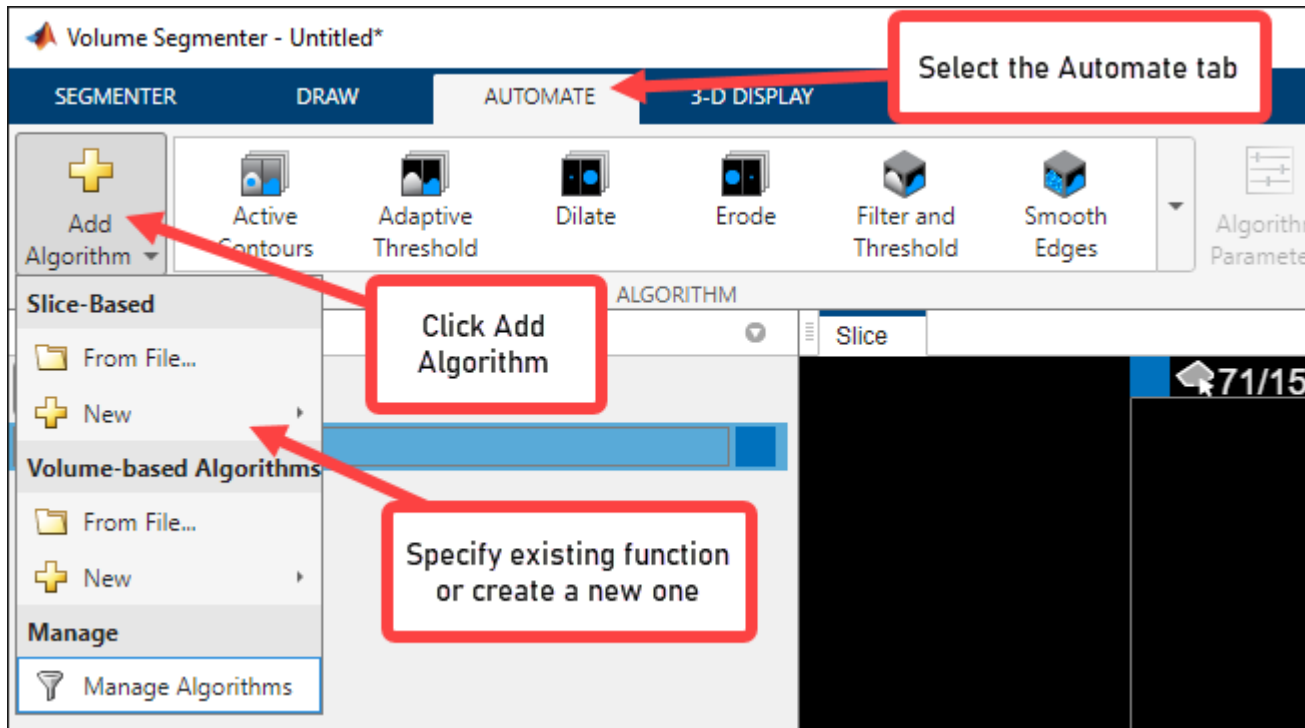 Volume Segmenter - Untitled*
Select the Automate tab
SEGMENTER
DRAW
AUTOMATE
3-D DISPLAY
Add
Algorithm
Active
Contours
Adaptive
Threshold
Dilate
Erode
Filter and
Threshold
Smooth
Edges
ALGORITHM
Slice-Based
From File...
New
Volume-based Algorithms
From File...
New
Manage
Manage Algorithms
Click Add
Algorithm
Slice
71/15
Specify existing function
or create a new one